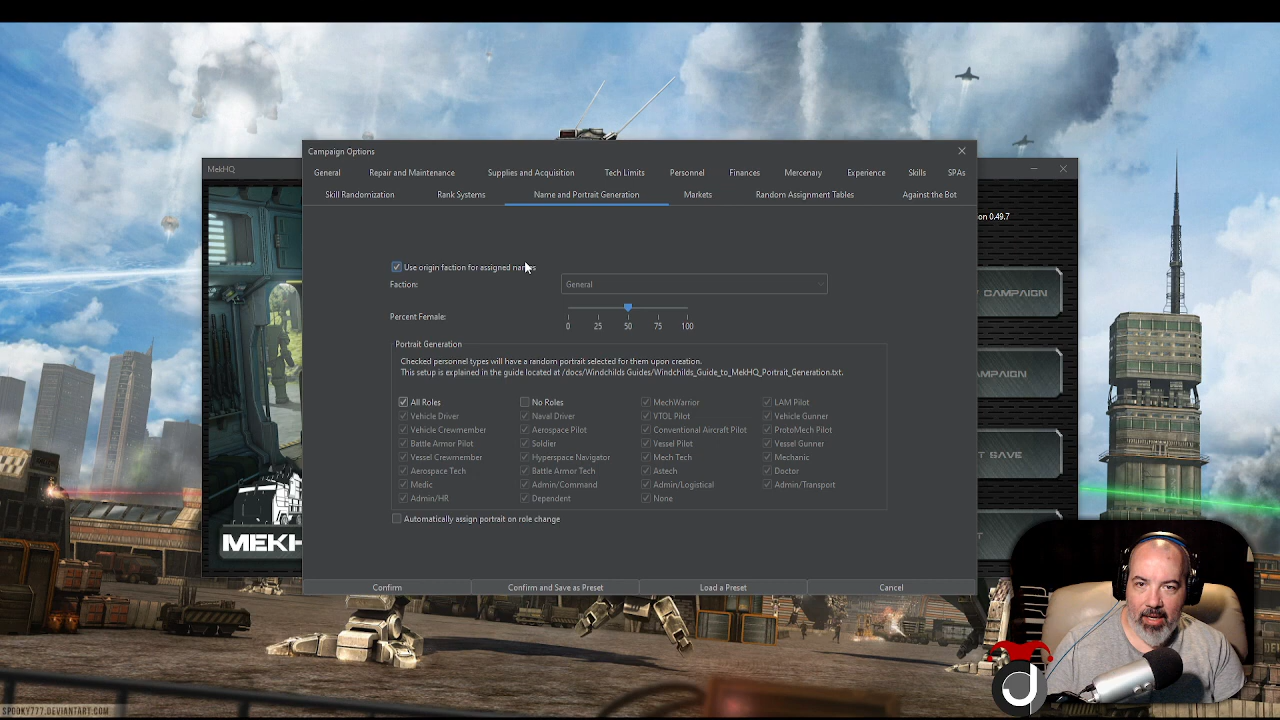 Campaign Options
MekHQ
General Repair and Maintenance Supplies and Acquisition Tech Limits Personnel Finances Mercenary Experience Skills SPAs
Skill Randomization Rank Systems Name and Portrait Generation Markets Random Assignment Tables Against the Bot
on 0.49.7
Use origin faction for assigned names
Faction: General
CAMPAIGN
Percent Female:
0 25 50 75 100
Portrait Generation
Checked personnel types will have a random portrait selected for them upon creation.
This setup is explained in the guide located at /docs/Windchilds Guides/Windchilds_Guide_to_MekHQ_Portrait_Generation.txt.
AMPAIGN
All Roles No Roles MechWarrior LAM Pilot
Vehicle Driver Naval Driver VTOL Pilot Vehicle Gunner
Vehicle Crewmember Aerospace Pilot Conventional Aircraft Pilot ProtoMech Pilot
Battle Armor Pilot Soldier Vessel Pilot Vessel Gunner
Vessel Crewmember Hyperspace Navigator Mech Tech Mechanic
T SAVE
Aerospace Tech Battle Armor Tech Astech Doctor
Medic Admin/Command Admin/Logistical Admin/Transport
Admin/HR Dependent None
Automatically assign portrait on role change
MEKH
T
Confirm Confirm and Save as Preset Load a Preset Cancel
SPOOKY777.DEVIANTART.COM